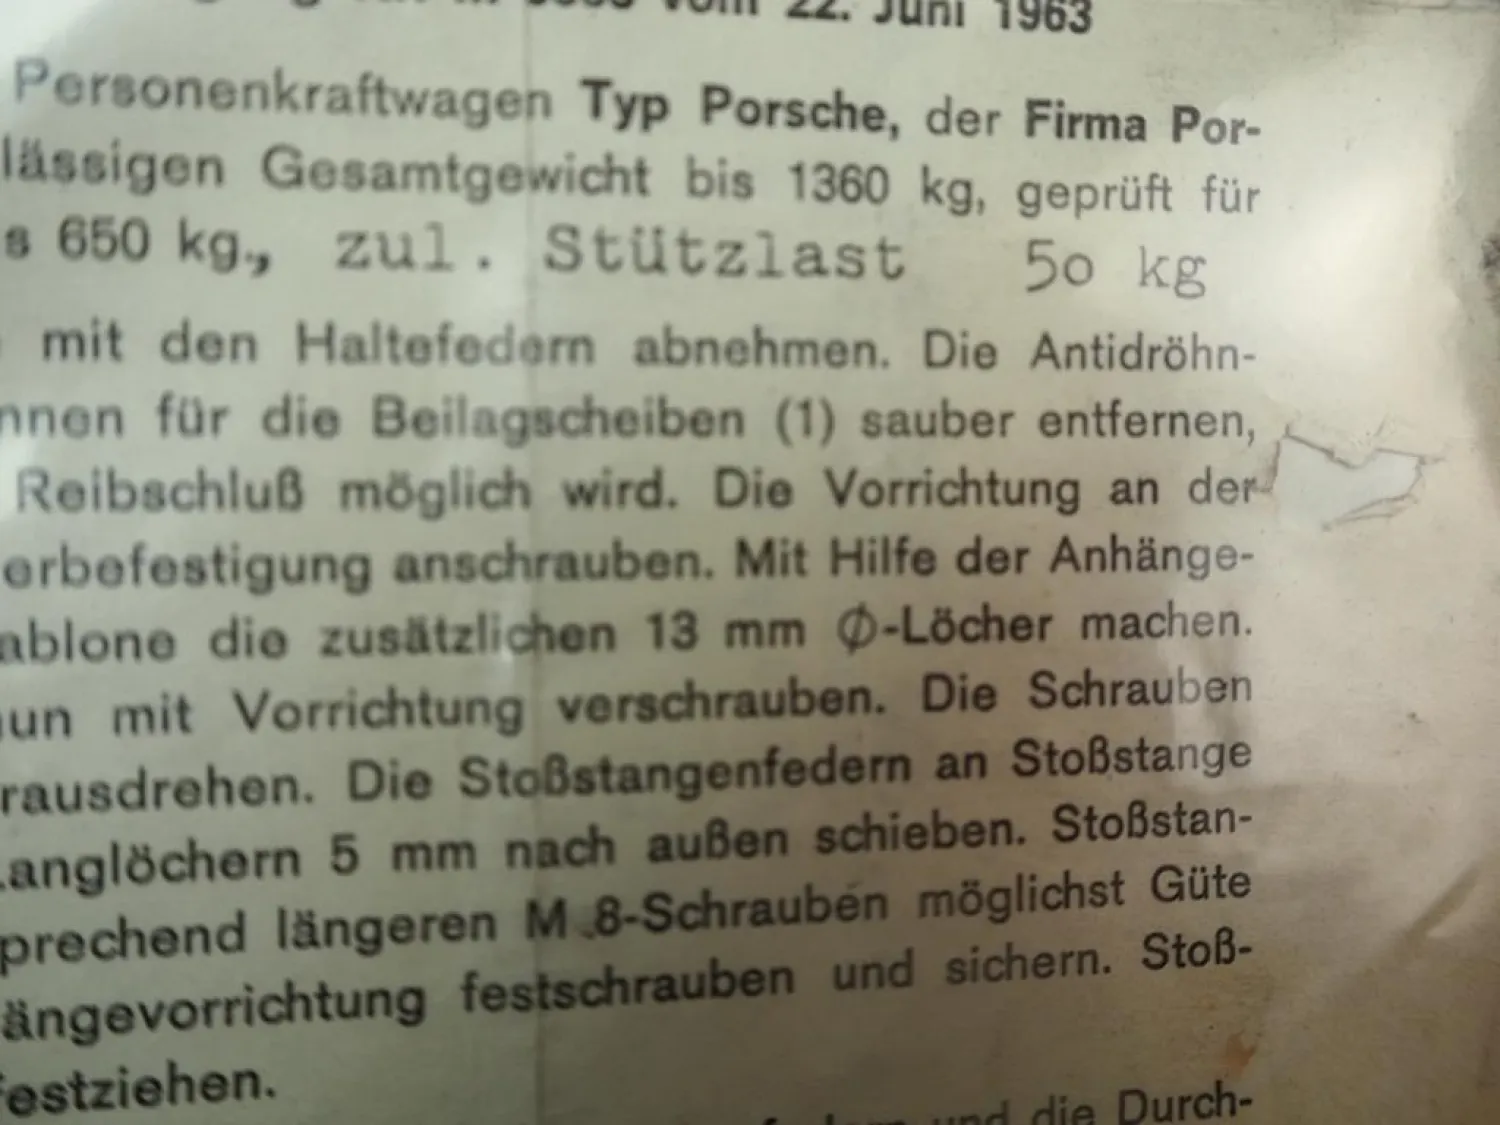 vom 22. Juni 1963
Personenkraftwagen Typ Porsche, der Firma Por-
lässigen Gesamtgewicht bis 1360 kg, geprüft für
s 650 kg., zul. Stützlast 50 kg
mit den Haltefedern abnehmen. Die Antidröhn-
nnen für die Beilagscheiben (1) sauber entfernen,
Reibschluß möglich wird. Die Vorrichtung an der
erbefestigung anschrauben. Mit Hilfe der Anhänge-
ablone die zusätzlichen 13 mm Ø-Löcher machen.
un mit Vorrichtung verschrauben. Die Schrauben
rausdrehen. Die Stoßstangenfedern an Stoßstange
anglöchern 5 mm nach außen schieben. Stoßstan-
prechend längeren M 8-Schrauben möglichst Güte
ängevorrichtung festschrauben und sichern. Stoß-
estziehen.
und die Durch-